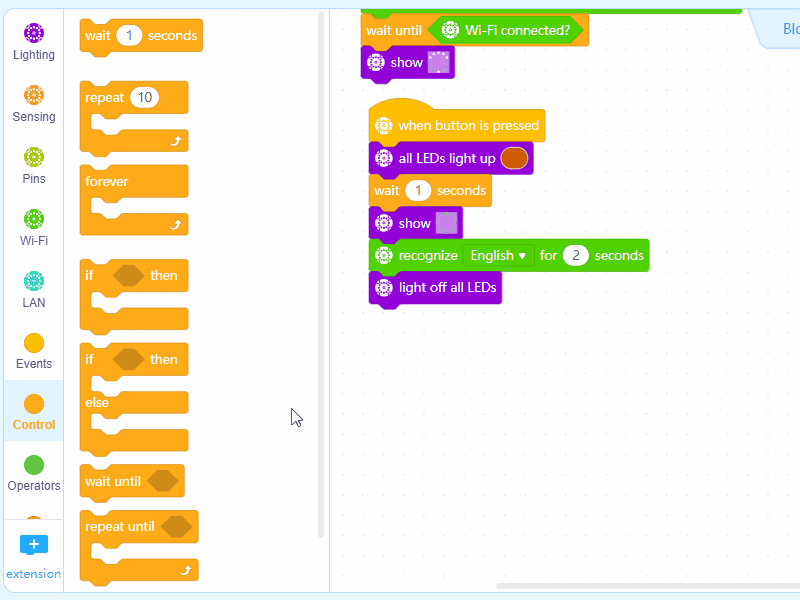 Lighting
Sensing
Pins
Wi-Fi
LAN
Events
Control
Operators
extension
wait 1 seconds
repeat 10
forever
if then
if then
else
wait until
repeat until
wait until Wi-Fi connected?
show
when button is pressed
all LEDs light up
wait 1 seconds
show
recognize English ▾ for 2 seconds
light off all LEDs